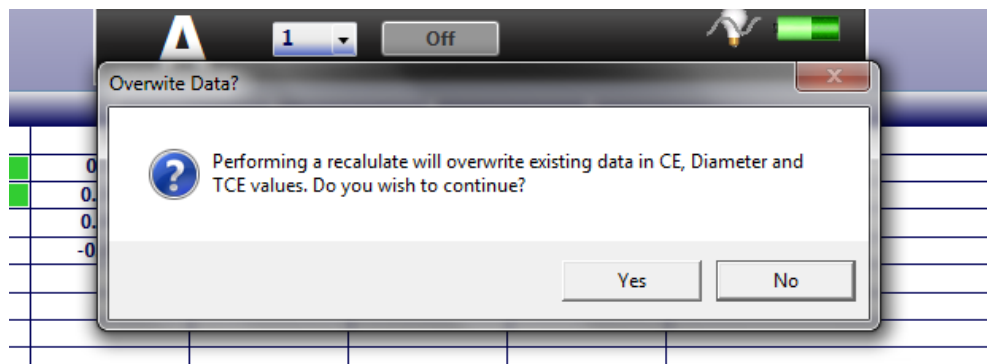 A 1 Off
Overwite Data?
Performing a recalulate will overwrite existing data in CE, Diameter and
TCE values. Do you wish to continue?
0
0.
0.
-0
Yes No